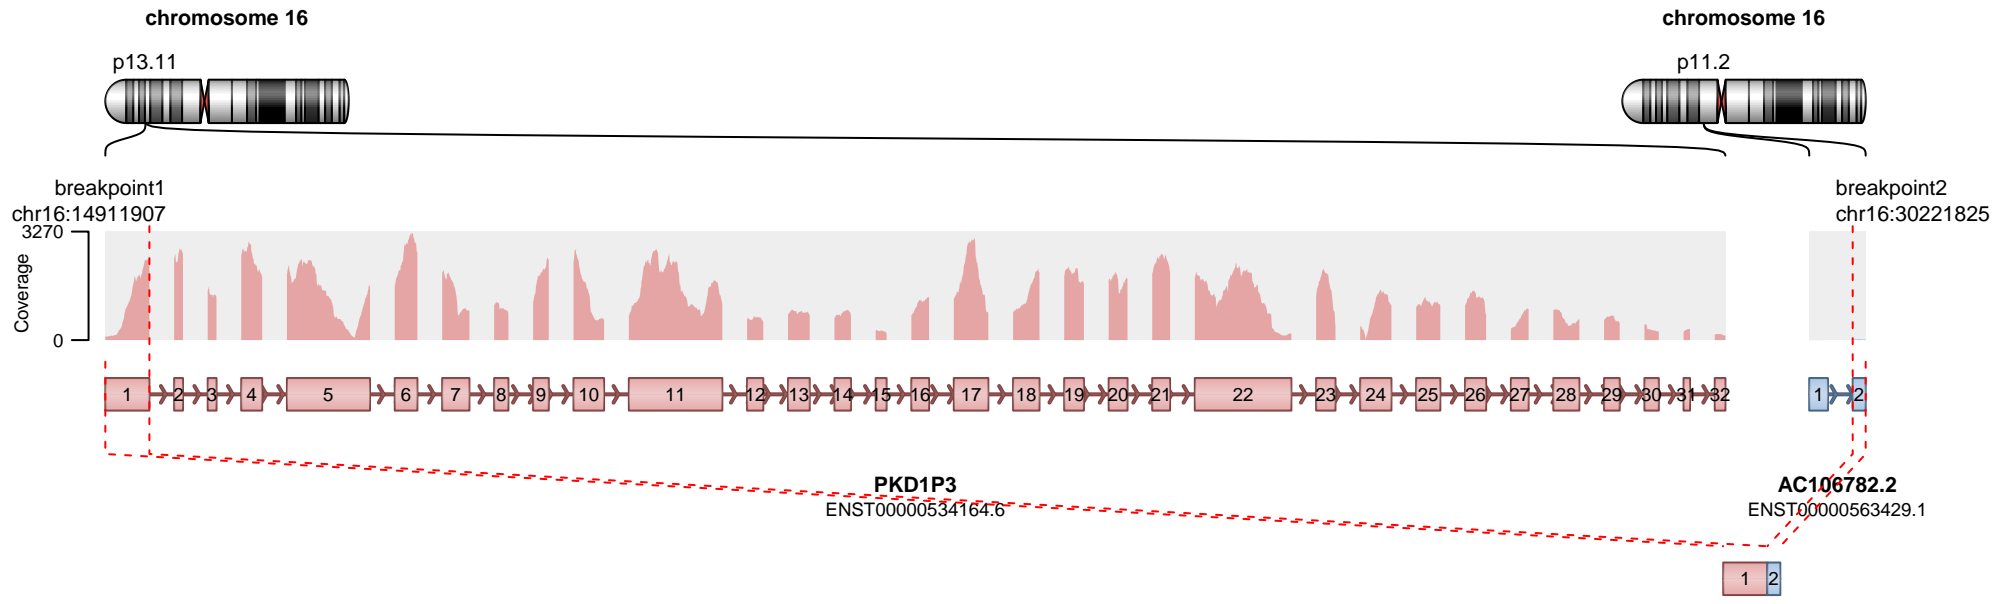 chromosome 16
chromosome 16
p13.11
p11.2
breakpoint1
chr16:14911907
breakpoint2
chr16:30221825
3270
Coverage
0
1 2 3 4 5 6 7 8 9 10 11 12 13 14 15 16 17 18 19 20 21 22 23 24 25 26 27 28 29 30 31 32 1 2
PKD1P3
ENST00000534164.6
AC106782.2
ENST00000563429.1
1 2